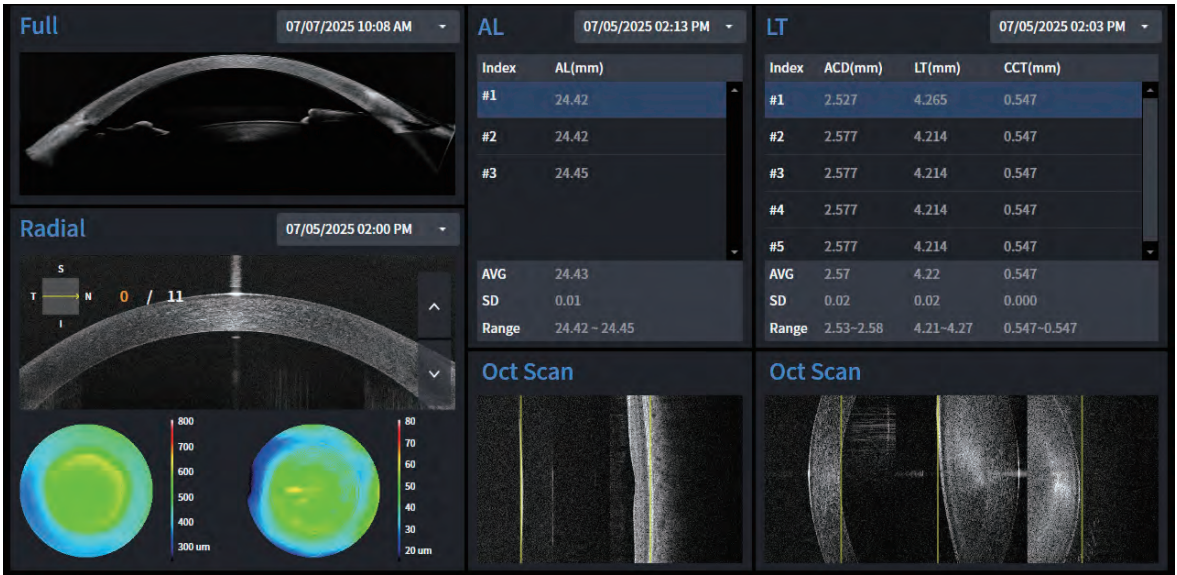 Full
07/07/2025 10:08 AM
Radial
07/05/2025 02:00 PM
S
T
N
I
0 / 11
800
700
600
500
400
300 um
80
70
60
50
40
30
20 um
AL
07/05/2025 02:13 PM
Index AL(mm)
#1 24.42
#2 24.42
#3 24.45
AVG 24.43
SD 0.01
Range 24.42 ~ 24.45
Oct Scan
LT
07/05/2025 02:03 PM
Index ACD(mm) LT(mm) CCT(mm)
#1 2.527 4.265 0.547
#2 2.577 4.214 0.547
#3 2.577 4.214 0.547
#4 2.577 4.214 0.547
#5 2.577 4.214 0.547
AVG 2.57 4.22 0.547
SD 0.02 0.02 0.000
Range 2.53~2.58 4.21~4.27 0.547~0.547
Oct Scan